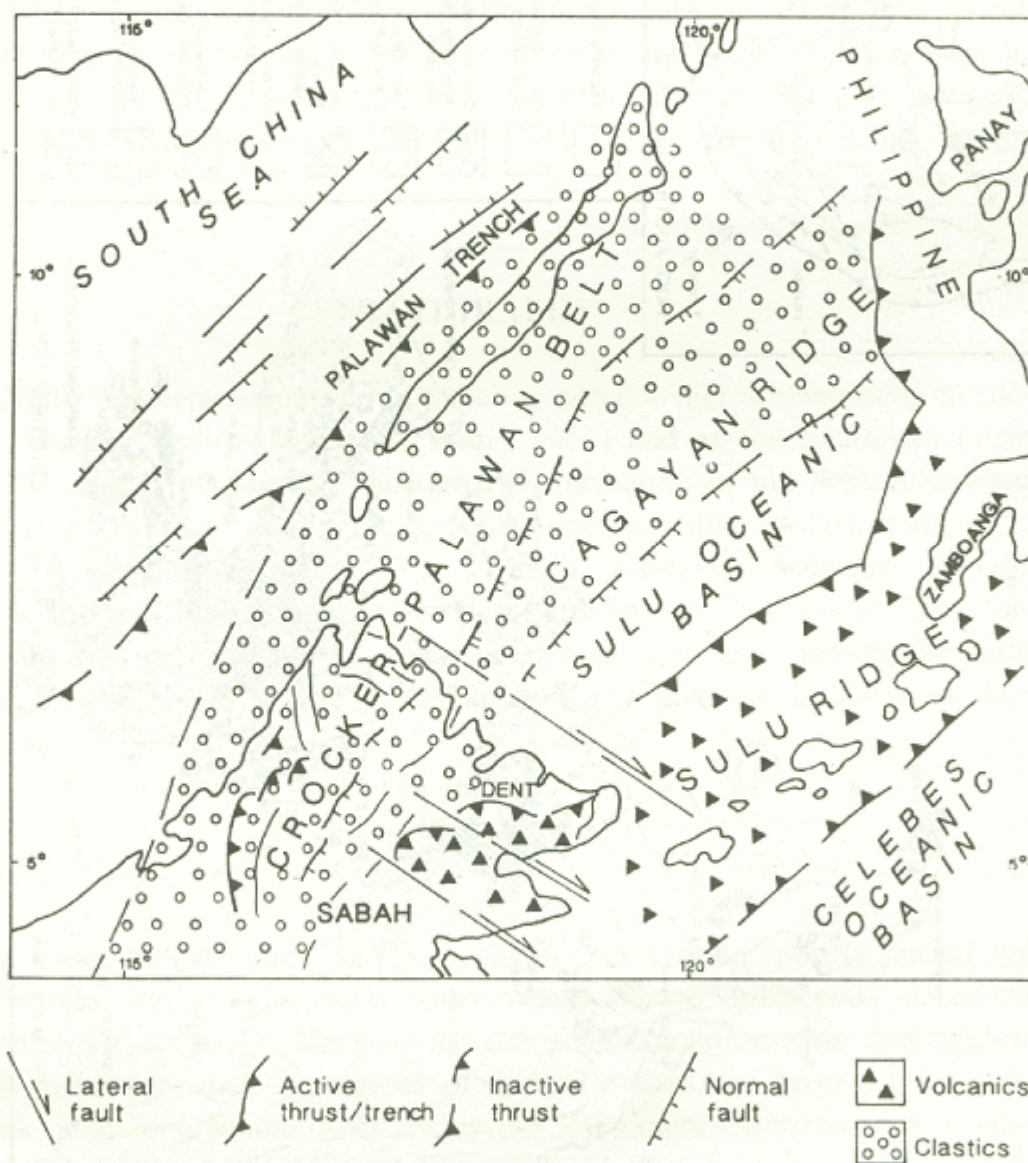 115°
120°
SOUTH CHINA
SEA
PHILIPPINE
PANAY
10°
10°
PALAWAN TRENCH
PALAWAN BELT
CAGAYAN RIDGE
SULU OCEANIC
BASIN
ZAMBOANGA
CROCKER
SULU RIDGE
DENT
CELEBES
OCEANIC
BASIN
5°
5°
SABAH
115°
120°
Lateral
fault
Active
thrust/trench
Inactive
thrust
Normal
fault
Volcanics
Clastics